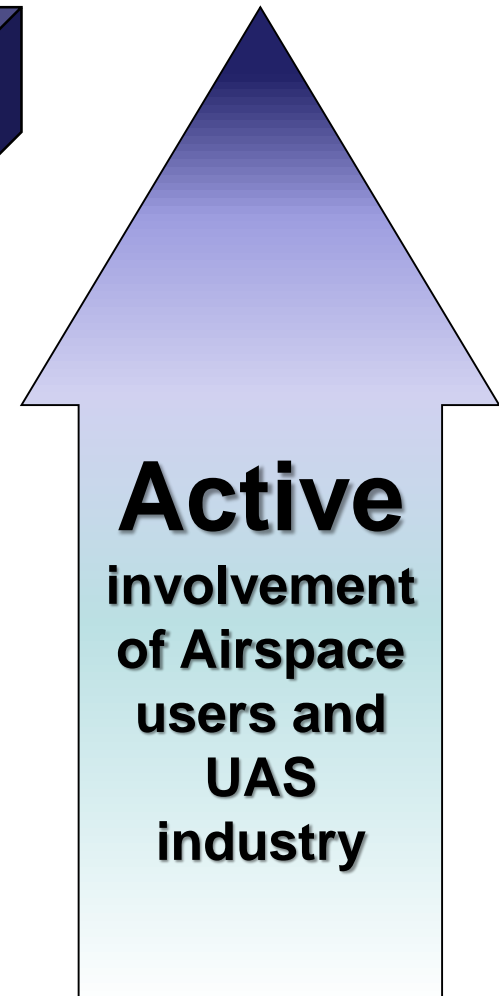 Active
involvement
of Airspace
users and
UAS
industry